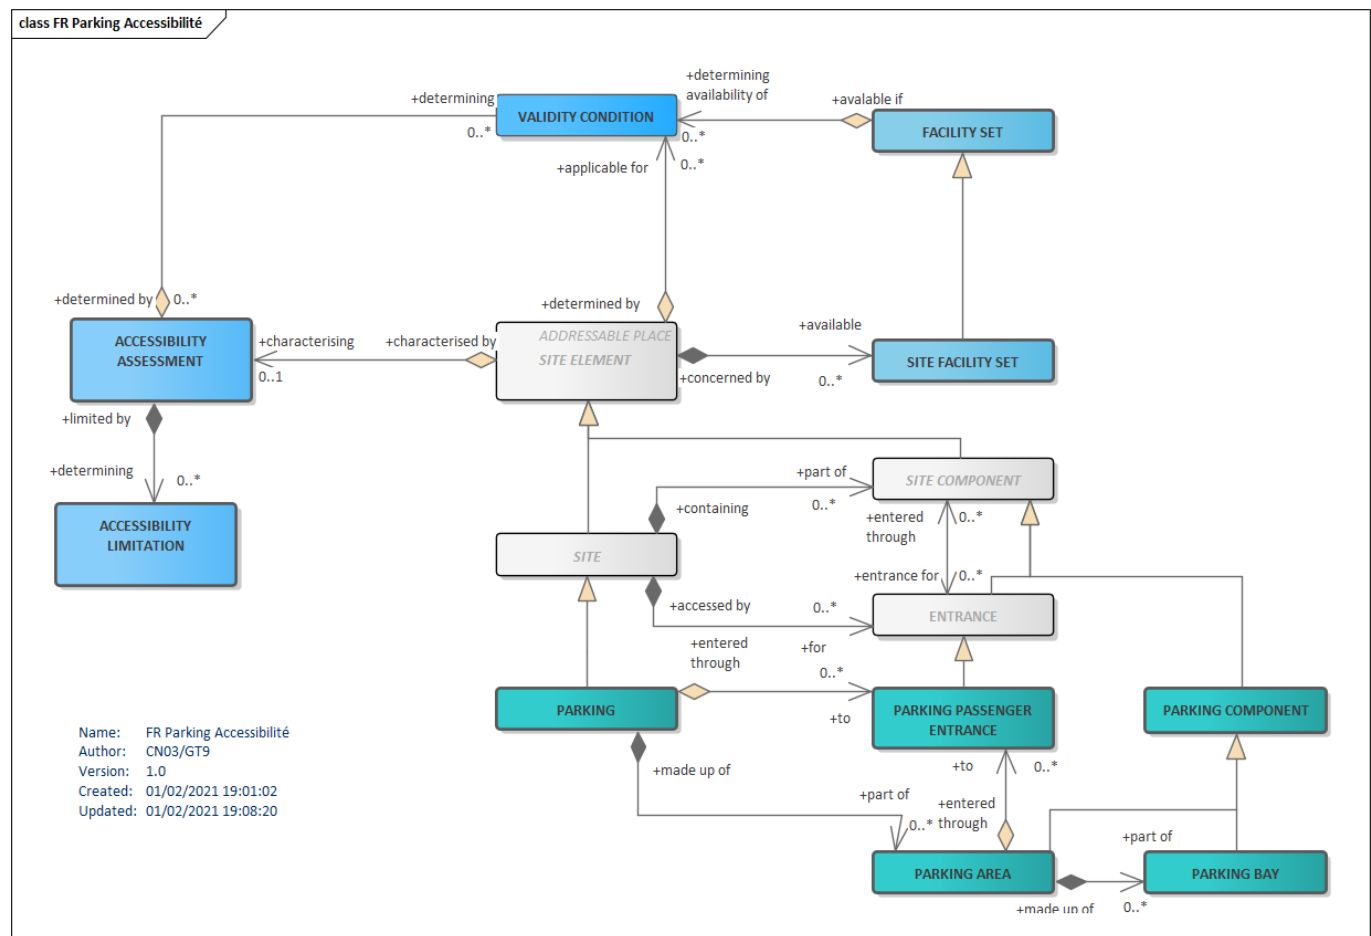 class FR Parking Accessibilité
+determining
availability of
+avalable if
+determining
0..*
VALIDITY CONDITION
0..*
FACILITY SET
+applicable for
0..*
+determined by
0..*
+determined by
ACCESSIBILITY
ASSESSMENT
+characterising
0..1
+characterised by
ADDRESSABLE PLACE
SITE ELEMENT
+concerned by
+available
0..*
SITE FACILITY SET
+limited by
+determining
0..*
ACCESSIBILITY
LIMITATION
+part of
0..*
+containing
SITE COMPONENT
+entered
through
0..*
SITE
+entrance for
0..*
+accessed by
0..*
ENTRANCE
+entered
through
+for
0..*
PARKING
+to
PARKING PASSENGER
ENTRANCE
PARKING COMPONENT
Name: FR Parking Accessibilité
Author: CN03/GT9
Version: 1.0
Created: 01/02/2021 19:01:02
Updated: 01/02/2021 19:08:20
+made up of
+to
0..*
+part of
0..*
+entered
through
+part of
PARKING AREA
PARKING BAY
+made up of
0..*